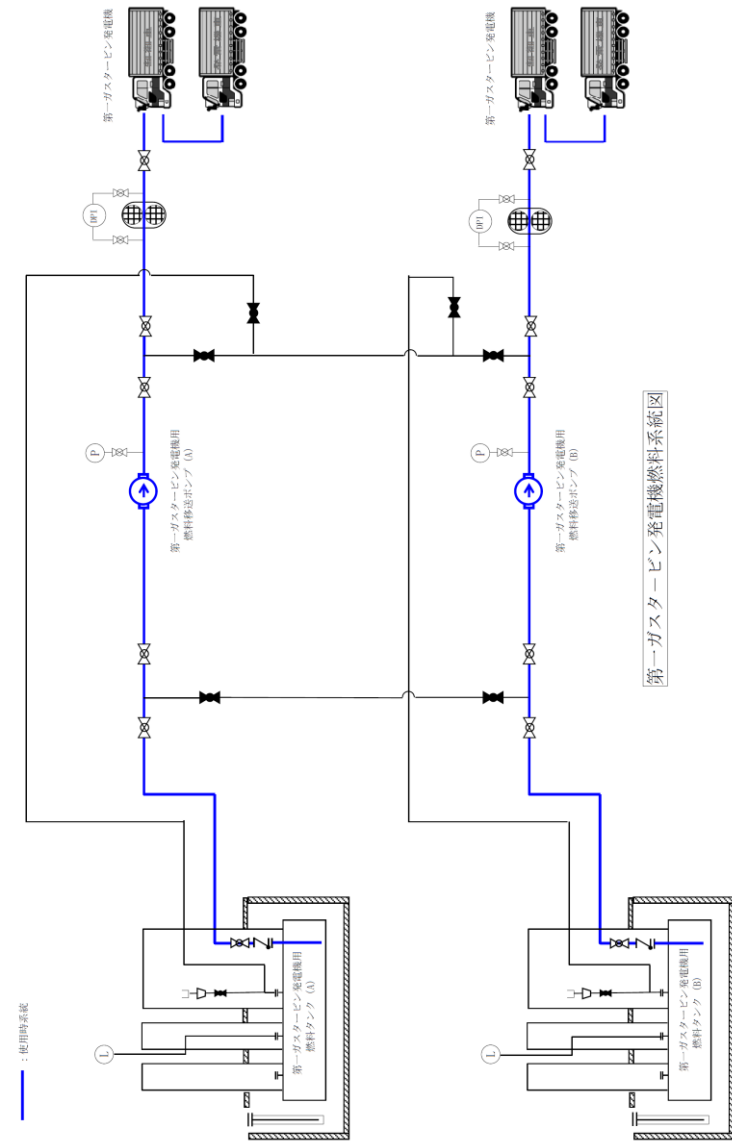 第一ガスタービン発電機燃料系統図
第一ガスタービン発電機
DPI
P
第一ガスタービン発電機用
燃料移送ポンプ (A)
第一ガスタービン発電機用
燃料タンク (A)
L
第一ガスタービン発電機
DPI
P
第一ガスタービン発電機用
燃料移送ポンプ (B)
第一ガスタービン発電機用
燃料タンク (B)
L
：使用時系統